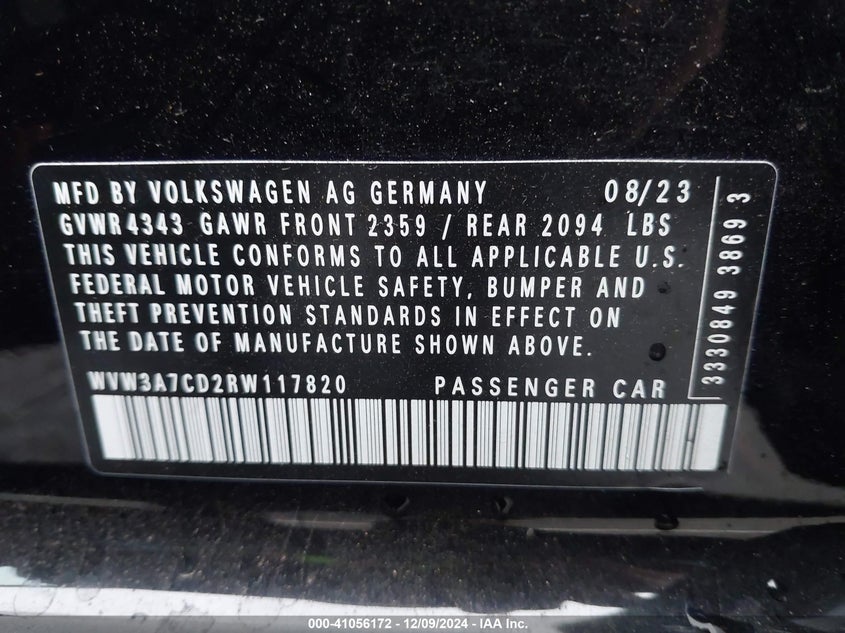 MFD BY VOLKSWAGEN AG GERMANY 08/23
GVWR4343 GAWR FRONT 2359 / REAR 2094 LBS
THIS VEHICLE CONFORMS TO ALL APPLICABLE U.S.
FEDERAL MOTOR VEHICLE SAFETY, BUMPER AND
THEFT PREVENTION STANDARDS IN EFFECT ON
THE DATE OF MANUFACTURE SHOWN ABOVE.
WVW3A7CD2RW117820 PASSENGER CAR
3330849 3869 3
000-41056172 - 12/09/2024 - IAA, Inc.